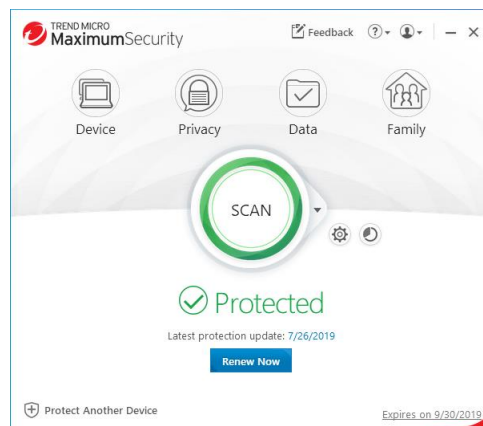 TREND MICRO
MaximumSecurity
Feedback
?
Device
Privacy
Data
Family
SCAN
Protected
Latest protection update: 7/26/2019
Renew Now
Protect Another Device
Expires on 9/30/2019